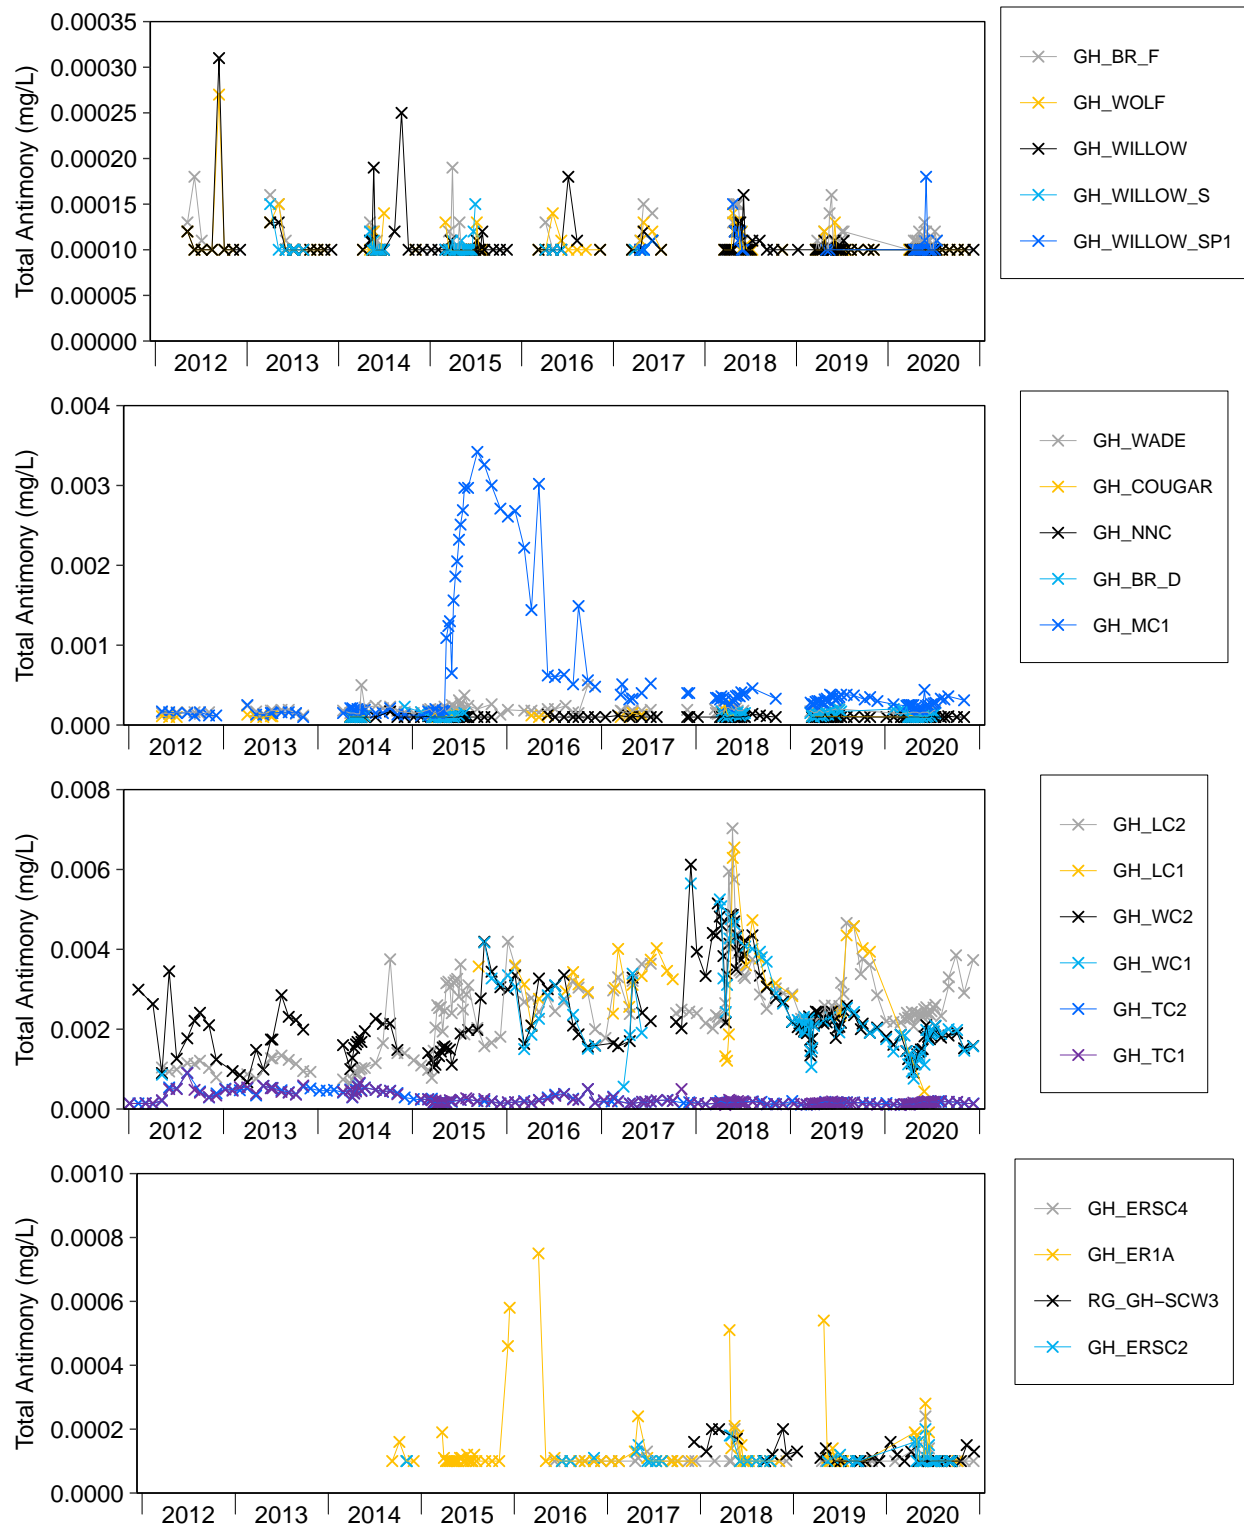 Total Antimony (mg/L)
0.00035
0.00030
0.00025
0.00020
0.00015
0.00010
0.00005
0.00000
2012 2013 2014 2015 2016 2017 2018 2019 2020
GH_BR_F
GH_WOLF
GH_WILLOW
GH_WILLOW_S
GH_WILLOW_SP1
Total Antimony (mg/L)
0.004
0.003
0.002
0.001
0.000
2012 2013 2014 2015 2016 2017 2018 2019 2020
GH_WADE
GH_COUGAR
GH_NNC
GH_BR_D
GH_MC1
Total Antimony (mg/L)
0.008
0.006
0.004
0.002
0.000
2012 2013 2014 2015 2016 2017 2018 2019 2020
GH_LC2
GH_LC1
GH_WC2
GH_WC1
GH_TC2
GH_TC1
Total Antimony (mg/L)
0.0010
0.0008
0.0006
0.0004
0.0002
0.0000
2012 2013 2014 2015 2016 2017 2018 2019 2020
GH_ERSC4
GH_ER1A
RG_GH−SCW3
GH_ERSC2